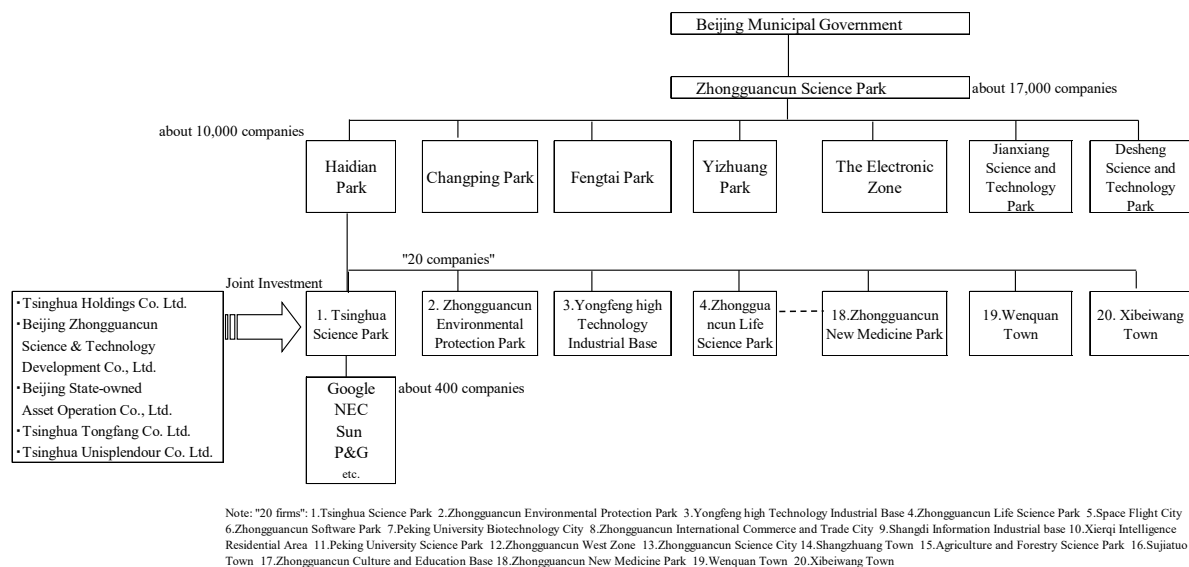 Beijing Municipal Government
Zhongguancun Science Park
about 17,000 companies
about 10,000 companies
Haidian
Park
Changping Park
Fengtai Park
Yizhuang
Park
The Electronic
Zone
Jianxiang
Science and
Technology
Park
Desheng
Science and
Technology
Park
"20 companies"
Joint Investment
・Tsinghua Holdings Co. Ltd.
・Beijing Zhongguancun
Science & Technology
Development Co., Ltd.
・Beijing State-owned
Asset Operation Co., Ltd.
・Tsinghua Tongfang Co. Ltd.
・Tsinghua Unisplendour Co. Ltd.
1. Tsinghua
Science Park
2. Zhongguancun
Environmental
Protection Park
3.Yongfeng high
Technology
Industrial Base
4.Zhonggua
ncun Life
Science Park
18.Zhongguancun
New Medicine Park
19.Wenquan
Town
20. Xibeiwang
Town
Google
NEC
Sun
P&G
etc.
about 400 companies
Note: "20 firms": 1.Tsinghua Science Park 2.Zhongguancun Environmental Protection Park 3.Yongfeng high Technology Industrial Base 4.Zhongguancun Life Science Park 5.Space Flight City
6.Zhongguancun Software Park 7.Peking University Biotechnology City 8.Zhongguancun International Commerce and Trade City 9.Shangdi Information Industrial base 10.Xierqi Intelligence
Residential Area 11.Peking University Science Park 12.Zhongguancun West Zone 13.Zhongguancun Science City 14.Shangzhuang Town 15.Agriculture and Forestry Science Park 16.Sujiatuo
Town 17.Zhongguancun Culture and Education Base 18.Zhongguancun New Medicine Park 19.Wenquan Town 20.Xibeiwang Town